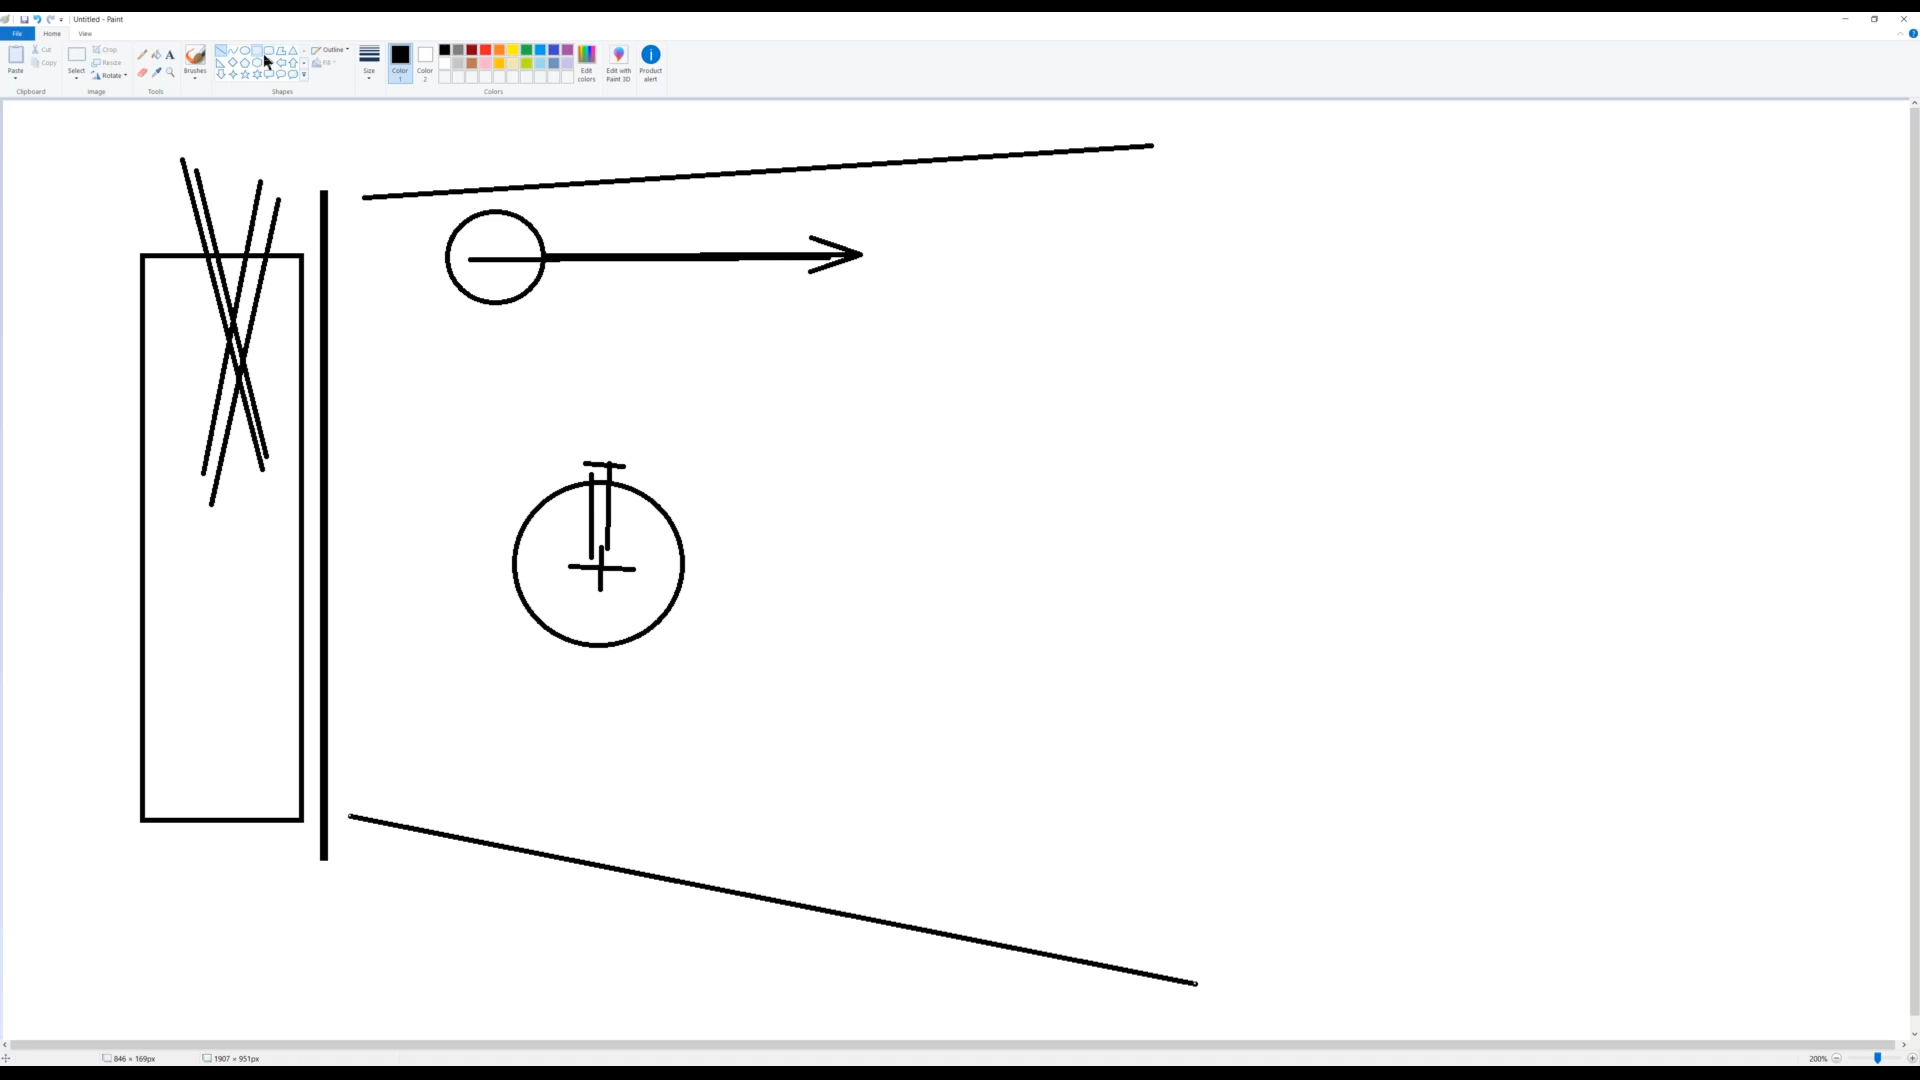 Untitled - Paint
File Home View
Paste Cut Copy Clipboard
Select Crop Resize Rotate Image
Tools
Brushes
Outline Fill Shapes
Size
Color 1 Color 2 Edit colors Colors
Edit with Paint 3D
Product alert
846 × 169px 1907 × 951px 200%